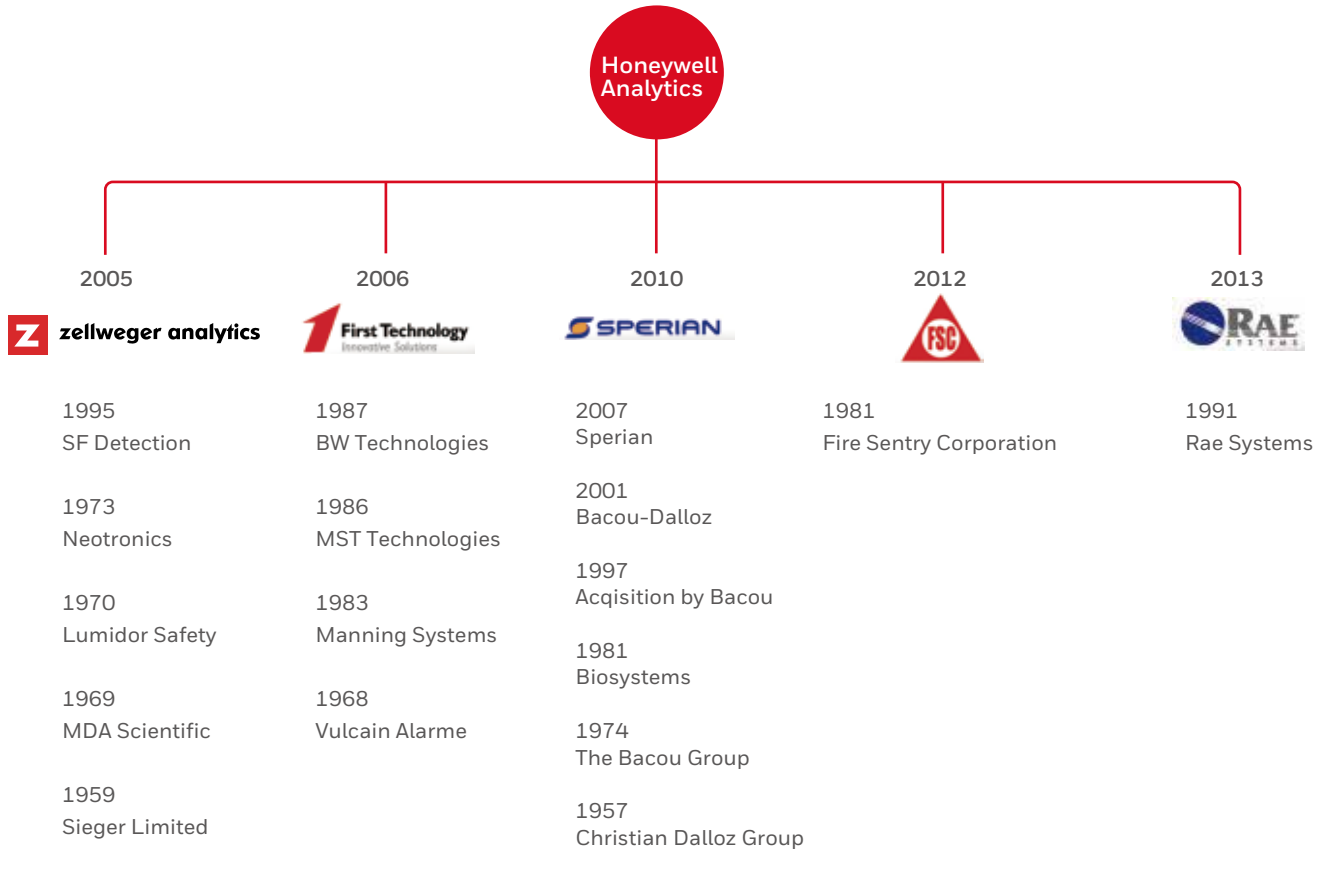 Honeywell
Analytics
2005
Z zellweger analytics
1995
SF Detection
1973
Neotronics
1970
Lumidor Safety
1969
MDA Scientific
1959
Sieger Limited
2006
1 First Technology
Innovative Solutions
1987
BW Technologies
1986
MST Technologies
1983
Manning Systems
1968
Vulcain Alarme
2010
SPERIAN
2007
Sperian
2001
Bacou-Dalloz
1997
Acqisition by Bacou
1981
Biosystems
1974
The Bacou Group
1957
Christian Dalloz Group
2012
FSC
1981
Fire Sentry Corporation
2013
RAE
SYSTEMS
1991
Rae Systems